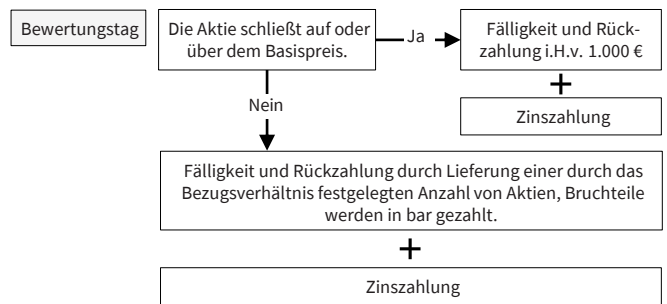 Bewertungstag
Die Aktie schließt auf oder
über dem Basispreis.
Ja
Fälligkeit und Rück-
zahlung i.H.v. 1.000 €
+
Zinszahlung
Nein
Fälligkeit und Rückzahlung durch Lieferung einer durch das
Bezugsverhältnis festgelegten Anzahl von Aktien, Bruchteile
werden in bar gezahlt.
+
Zinszahlung